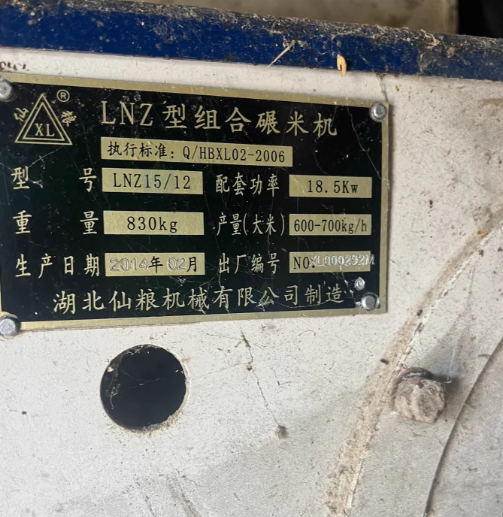 仙粮 XL ®
LNZ型组合碾米机
执行标准: Q/HBXL02-2006
型号 LNZ15/12 配套功率 18.5Kw
重量 830kg 产量(大米) 600-700kg/h
生产日期 2014年02月 出厂编号 NO.
湖北仙粮机械有限公司制造